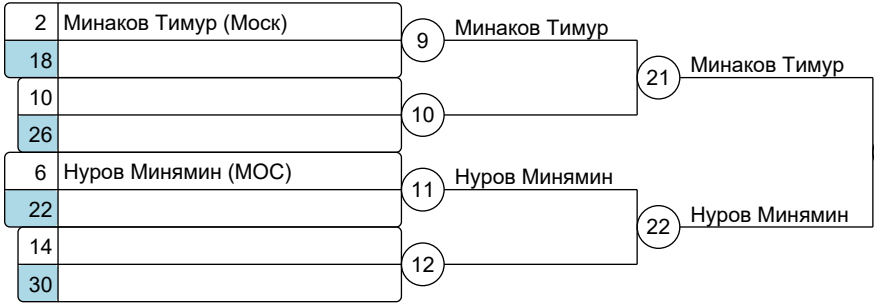 2 Минаков Тимур (Моск)
9 Минаков Тимур
18
21 Минаков Тимур
10
10
26
6 Нуров Минямин (МОС)
11 Нуров Минямин
22
22 Нуров Минямин
14
12
30